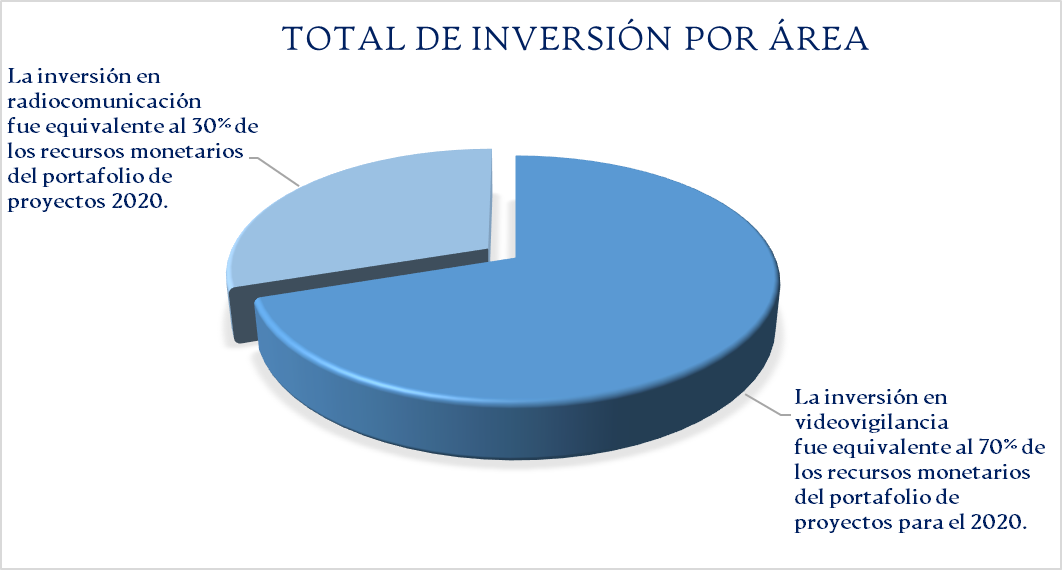 TOTAL DE INVERSIÓN POR ÁREA
La inversión en
radiocomunicación
fue equivalente al 30% de
los recursos monetarios
del portafolio de
proyectos 2020.
La inversión en
videovigilancia
fue equivalente al 70% de
los recursos monetarios
del portafolio de
proyectos para el 2020.